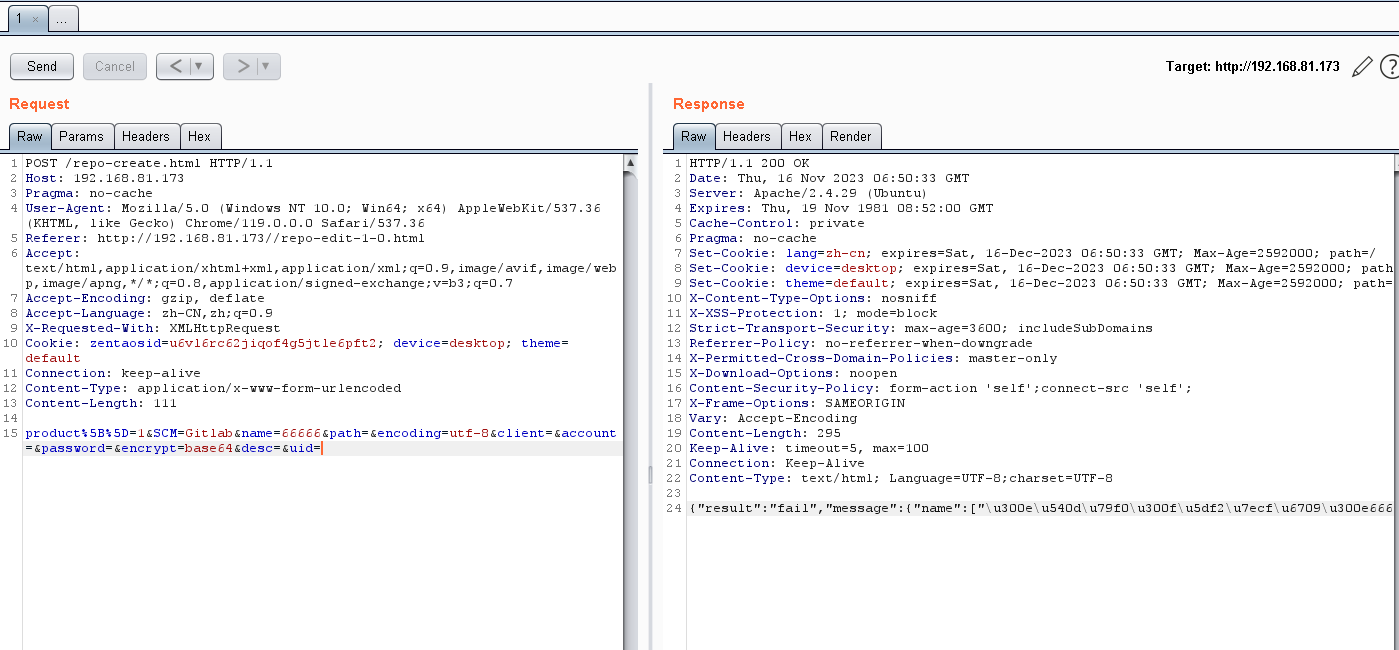 1 × ...
Send Cancel < ▼ > ▼ Target: http://192.168.81.173 ?
Request
Raw Params Headers Hex
1 POST /repo-create.html HTTP/1.1
2 Host: 192.168.81.173
3 Pragma: no-cache
4 User-Agent: Mozilla/5.0 (Windows NT 10.0; Win64; x64) AppleWebKit/537.36
(KHTML, like Gecko) Chrome/119.0.0.0 Safari/537.36
5 Referer: http://192.168.81.173//repo-edit-1-0.html
6 Accept:
text/html,application/xhtml+xml,application/xml;q=0.9,image/avif,image/web
p,image/apng,*/*;q=0.8,application/signed-exchange;v=b3;q=0.7
7 Accept-Encoding: gzip, deflate
8 Accept-Language: zh-CN,zh;q=0.9
9 X-Requested-With: XMLHttpRequest
10 Cookie: zentaosid=u6vl6rc62jiqof4g5jtle6pft2; device=desktop; theme=
default
11 Connection: keep-alive
12 Content-Type: application/x-www-form-urlencoded
13 Content-Length: 111
14
15 product%5B%5D=1&SCM=Gitlab&name=66666&path=&encoding=utf-8&client=&account
=&password=&encrypt=base64&desc=&uid=
Response
Raw Headers Hex Render
1 HTTP/1.1 200 OK
2 Date: Thu, 16 Nov 2023 06:50:33 GMT
3 Server: Apache/2.4.29 (Ubuntu)
4 Expires: Thu, 19 Nov 1981 08:52:00 GMT
5 Cache-Control: private
6 Pragma: no-cache
7 Set-Cookie: lang=zh-cn; expires=Sat, 16-Dec-2023 06:50:33 GMT; Max-Age=2592000; path=/
8 Set-Cookie: device=desktop; expires=Sat, 16-Dec-2023 06:50:33 GMT; Max-Age=2592000; path
9 Set-Cookie: theme=default; expires=Sat, 16-Dec-2023 06:50:33 GMT; Max-Age=2592000; path=
10 X-Content-Type-Options: nosniff
11 X-XSS-Protection: 1; mode=block
12 Strict-Transport-Security: max-age=3600; includeSubDomains
13 Referrer-Policy: no-referrer-when-downgrade
14 X-Permitted-Cross-Domain-Policies: master-only
15 X-Download-Options: noopen
16 Content-Security-Policy: form-action 'self';connect-src 'self';
17 X-Frame-Options: SAMEORIGIN
18 Vary: Accept-Encoding
19 Content-Length: 295
20 Keep-Alive: timeout=5, max=100
21 Connection: Keep-Alive
22 Content-Type: text/html; Language=UTF-8;charset=UTF-8
23
24 {"result":"fail","message":{"name":["\u300e\u540d\u79f0\u300f\u5df2\u7ecf\u6709\u300e666